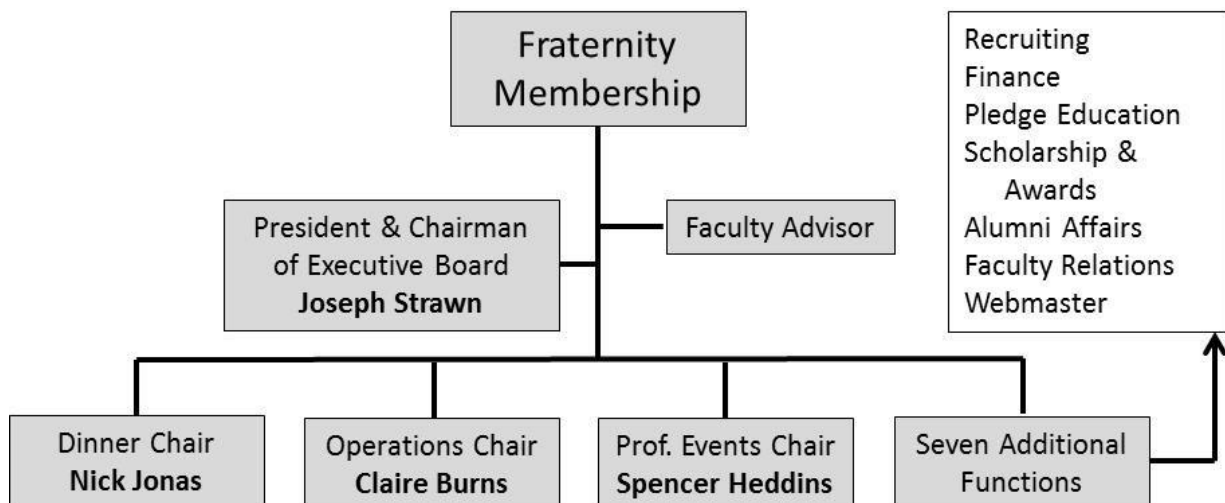 Fraternity
Membership
President & Chairman
of Executive Board
Joseph Strawn
Faculty Advisor
Recruiting
Finance
Pledge Education
Scholarship &
Awards
Alumni Affairs
Faculty Relations
Webmaster
Dinner Chair
Nick Jonas
Operations Chair
Claire Burns
Prof. Events Chair
Spencer Heddins
Seven Additional
Functions